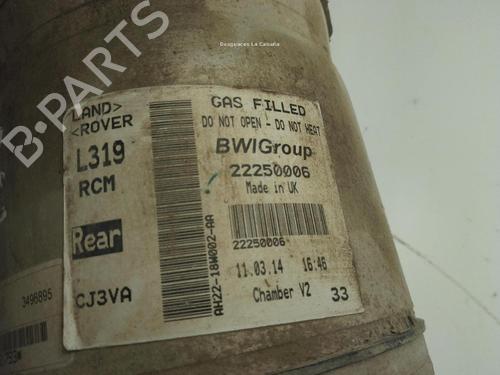 Desguaces La Cabaña
B-PARTS
LAND>
<ROVER
L319
RCM
Rear
CJ3VA
AH22-18W002-AA
GAS FILLED
DO NOT OPEN - DO NOT HEAT
BWIGroup
22250006
Made in UK
22250006
11.03.14 16:46
Chamber V2 33
3496895